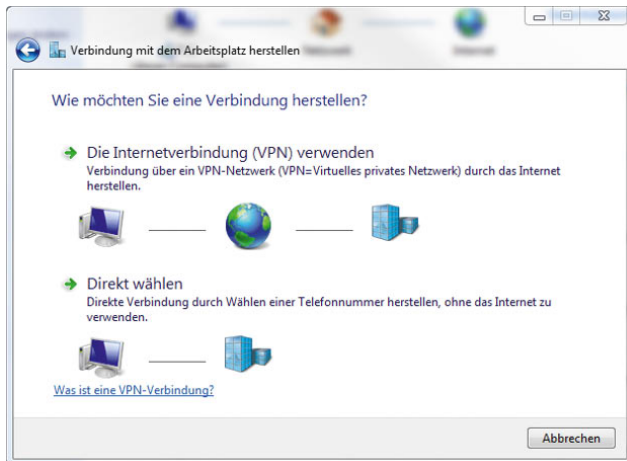 Verbindung mit dem Arbeitsplatz herstellen
Wie möchten Sie eine Verbindung herstellen?
Die Internetverbindung (VPN) verwenden
Verbindung über ein VPN-Netzwerk (VPN=Virtuelles privates Netzwerk) durch das Internet
herstellen.
Direkt wählen
Direkte Verbindung durch Wählen einer Telefonnummer herstellen, ohne das Internet zu
verwenden.
Was ist eine VPN-Verbindung?
Abbrechen